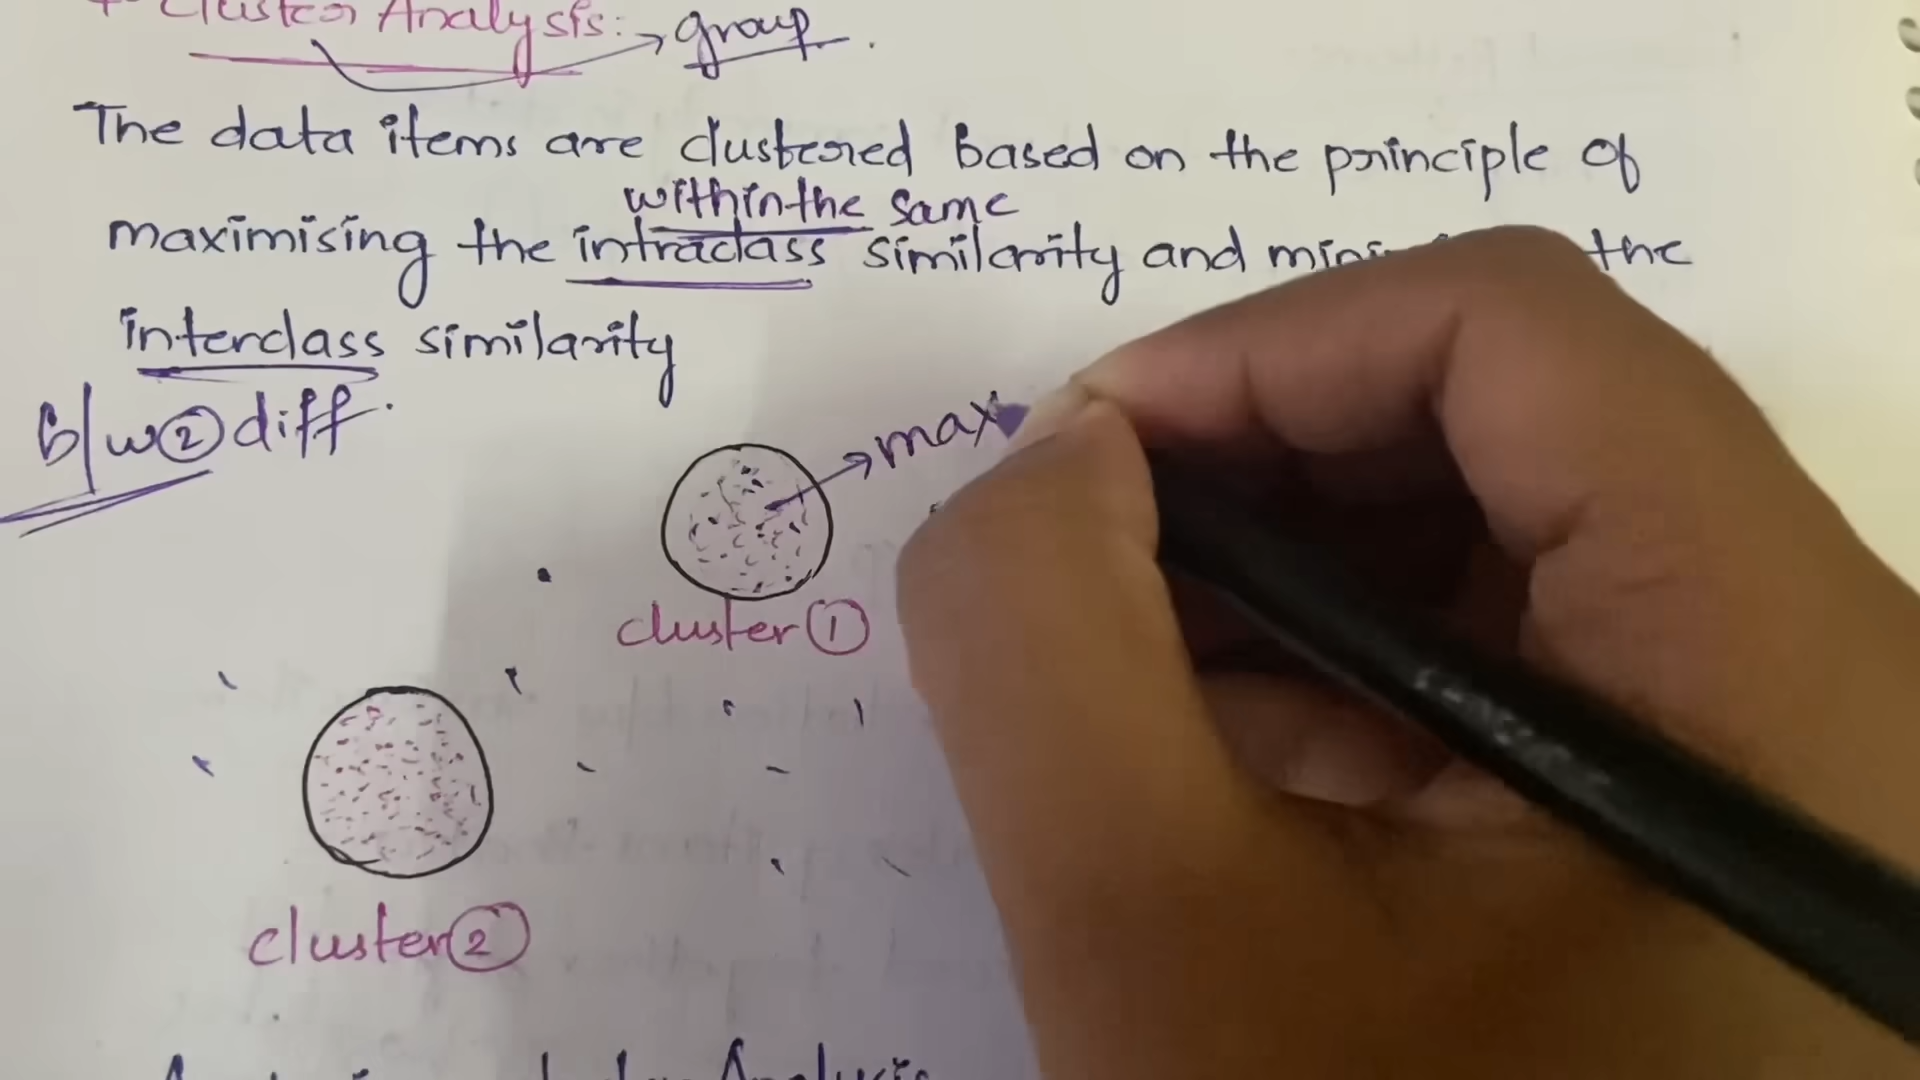 Cluster Analysis: → group.
The data items are clustered Based on the principle of
within the same
maximising the intraclass similarity and the
interclass similarity
B/w ② diff.
→ max
cluster ①
cluster ②
Analysis